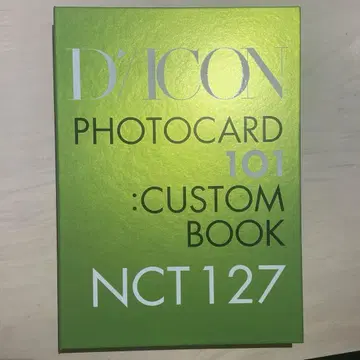 D'ICON
PHOTOCARD
101
:CUSTOM
BOOK
NCT 127